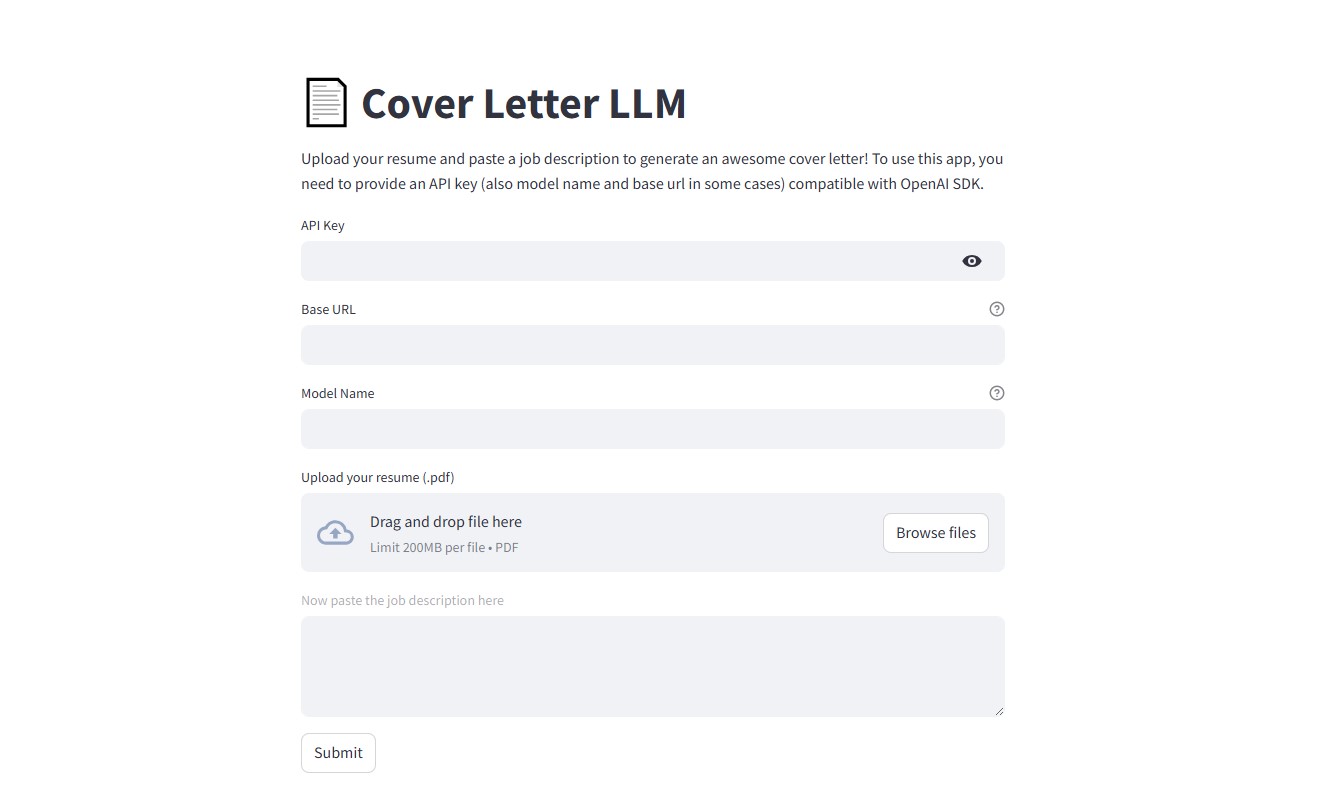 Cover Letter LLM
Upload your resume and paste a job description to generate an awesome cover letter! To use this app, you
need to provide an API key (also model name and base url in some cases) compatible with OpenAI SDK.
API Key
Base URL
Model Name
Upload your resume (.pdf)
Drag and drop file here
Limit 200MB per file • PDF
Browse files
Now paste the job description here
Submit